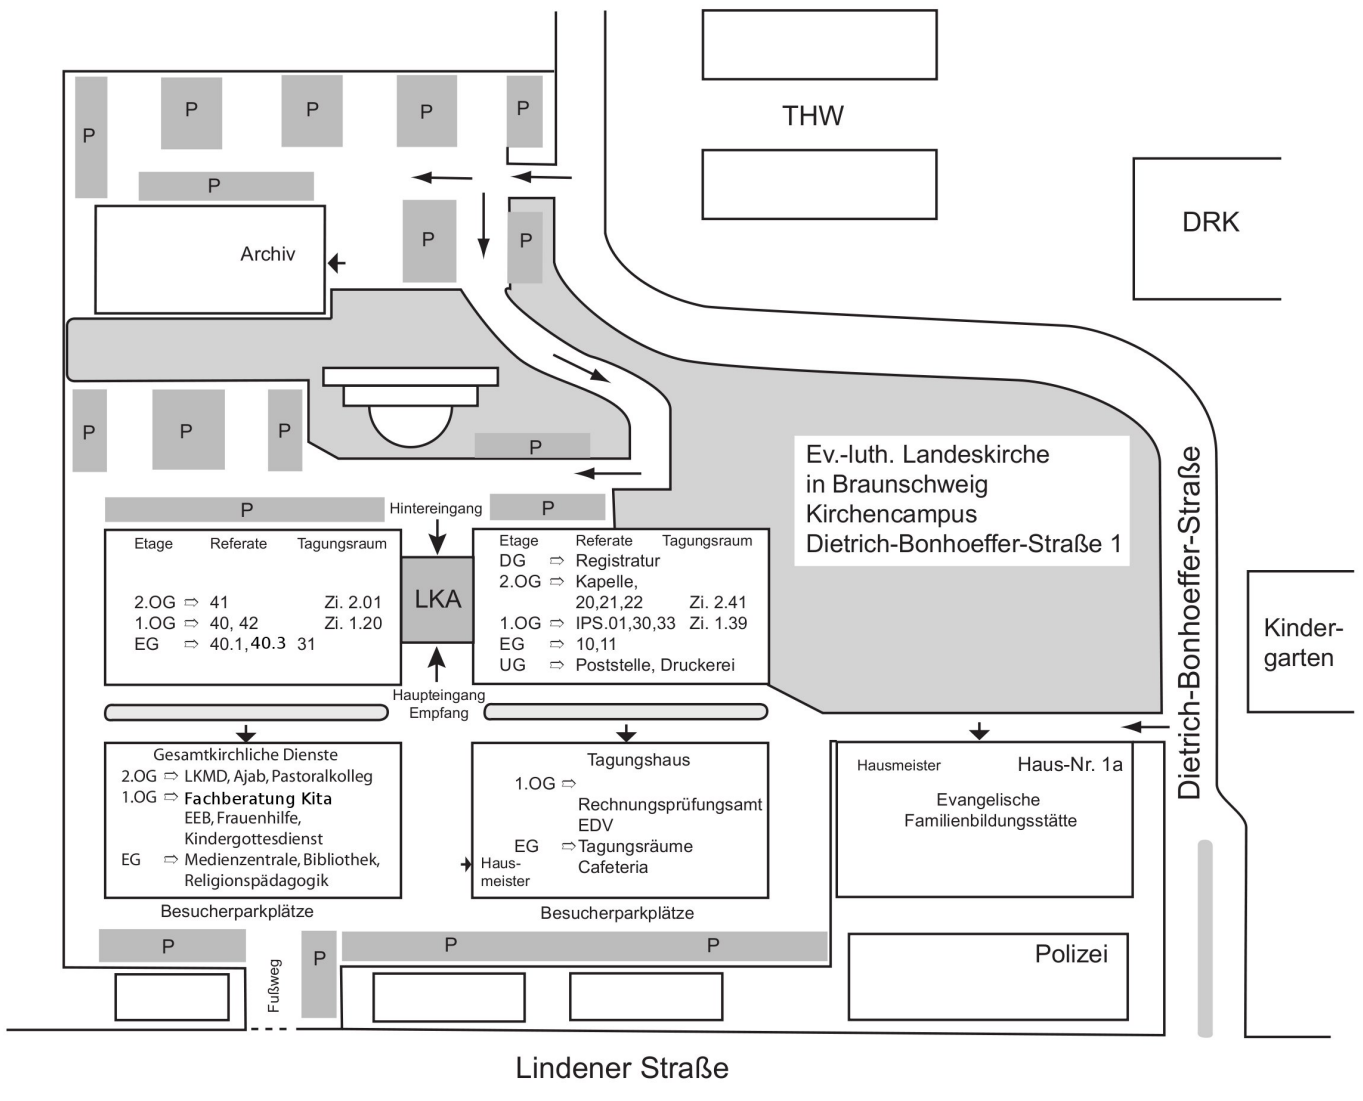 P
P
P
P
P
THW
P
Archiv
P
P
DRK
P
P
P
P
Ev.-luth. Landeskirche
in Braunschweig
Kirchencampus
Dietrich-Bonhoeffer-Straße 1
Dietrich-Bonhoeffer-Straße
Kinder-
garten
P
Hintereingang
P
Etage Referate Tagungsraum
2.OG ⇨ 41 Zi. 2.01
1.OG ⇨ 40, 42 Zi. 1.20
EG ⇨ 40.1, 40.3 31
LKA
Etage Referate Tagungsraum
DG ⇨ Registratur
2.OG ⇨ Kapelle,
20,21,22 Zi. 2.41
1.OG ⇨ IPS.01,30,33 Zi. 1.39
EG ⇨ 10,11
UG ⇨ Poststelle, Druckerei
Haupteingang
Empfang
Gesamtkirchliche Dienste
2.OG ⇨ LKMD, Ajab, Pastoralkolleg
1.OG ⇨ Fachberatung Kita
EEB, Frauenhilfe,
Kindergottesdienst
EG ⇨ Medienzentrale, Bibliothek,
Religionspädagogik
Tagungshaus
1.OG ⇨
Rechnungsprüfungsamt
EDV
EG ⇨ Tagungsräume
Cafeteria
Haus-
meister
Hausmeister Haus-Nr. 1a
Evangelische
Familienbildungsstätte
Besucherparkplätze
Besucherparkplätze
P
P
P
P
Fußweg
Polizei
Lindener Straße